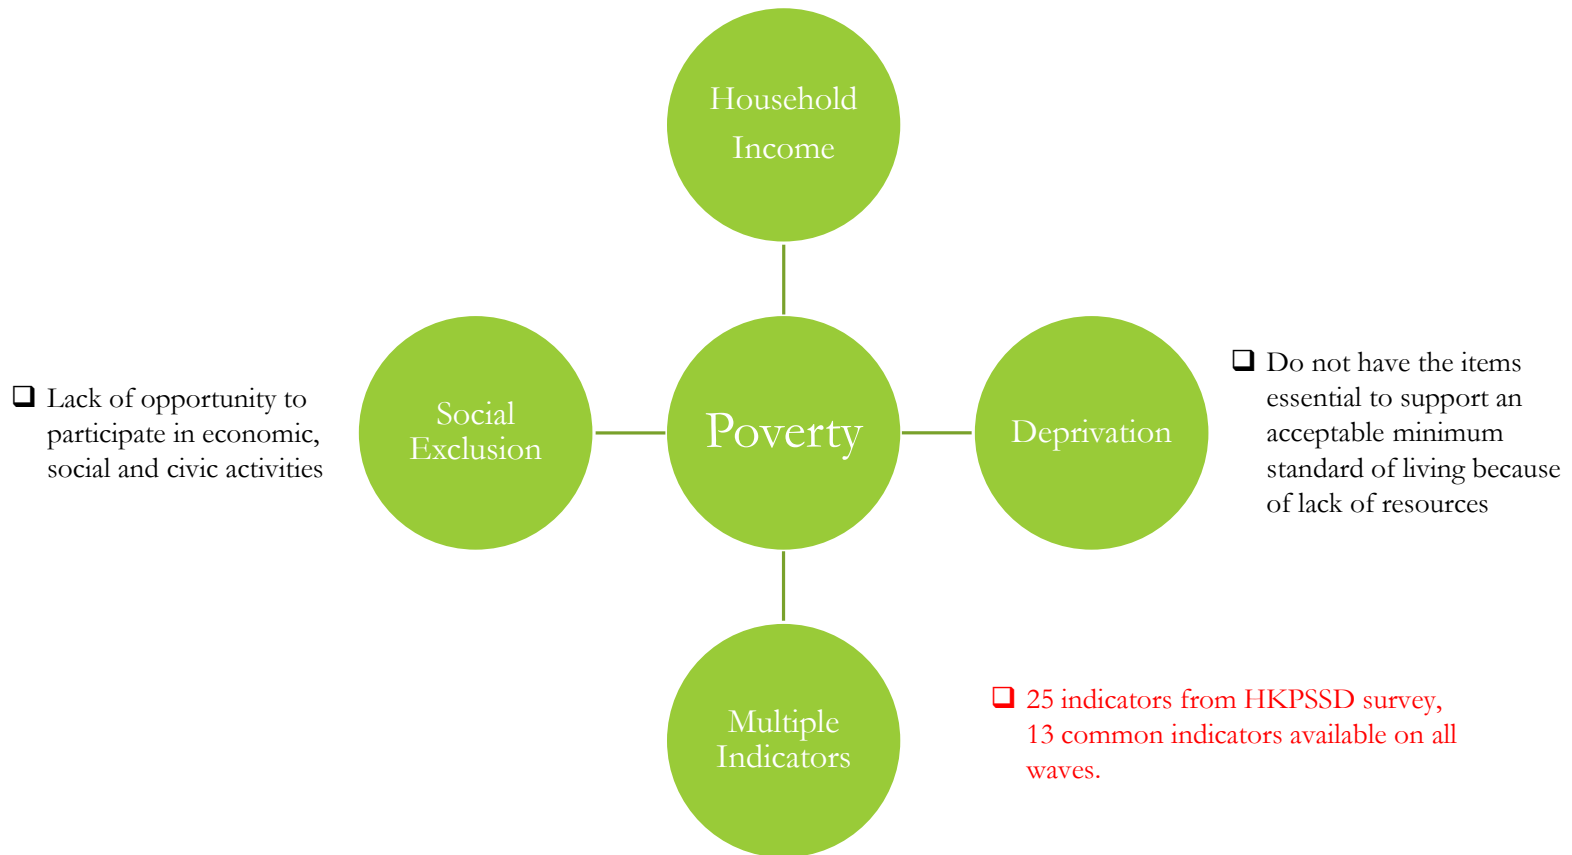 Household
Income
❑ Lack of opportunity to
participate in economic,
social and civic activities
Social
Exclusion
Poverty
Deprivation
❑ Do not have the items
essential to support an
acceptable minimum
standard of living because
of lack of resources
Multiple
Indicators
❑ 25 indicators from HKPSSD survey,
13 common indicators available on all
waves.